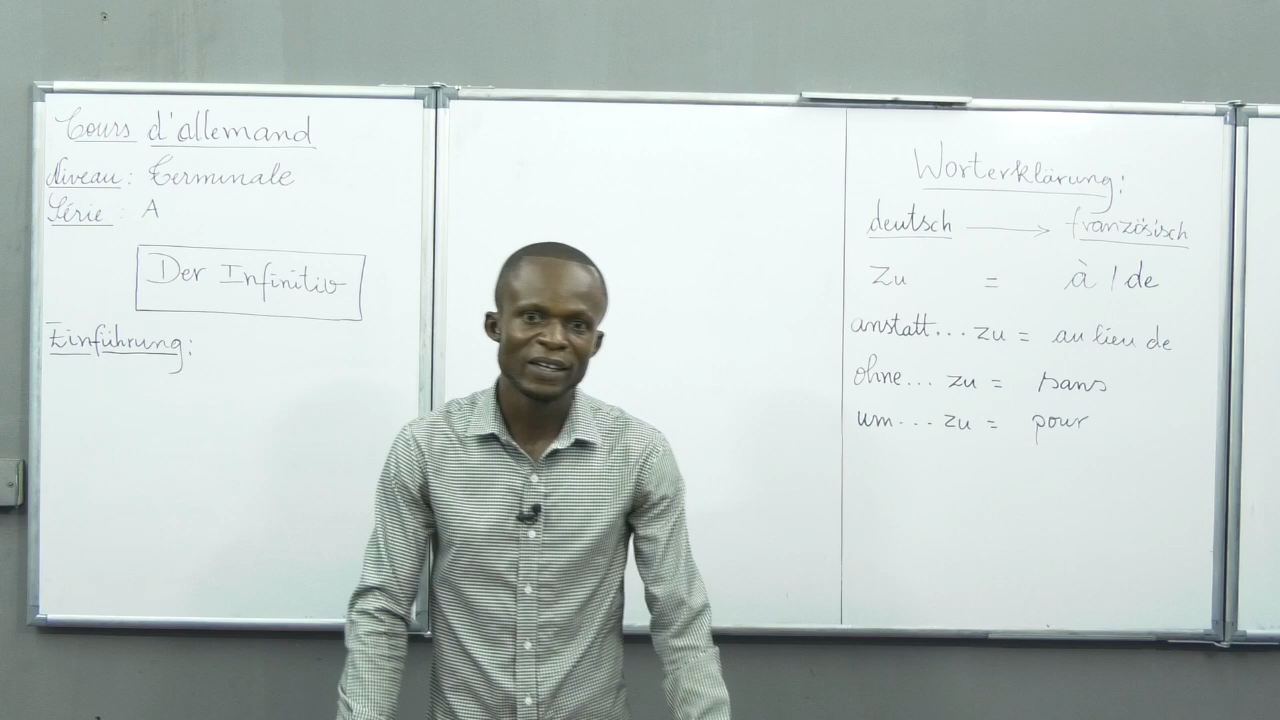 Cours d'allemand
Niveau : Terminale
Série : A
Der Infinitiv
Einführung :
Worterklärung :
deutsch → französisch
Zu = à / de
anstatt... zu = au lieu de
ohne... zu = sans
um... zu = pour